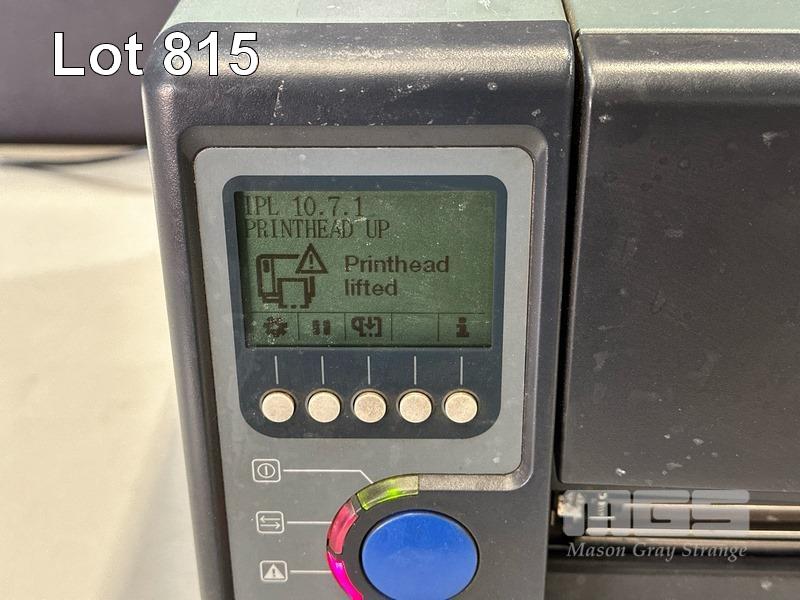 Lot 815
IPL 10.7.1
PRINTHEAD UP
Printhead
lifted
MGS
Mason Gray Strange